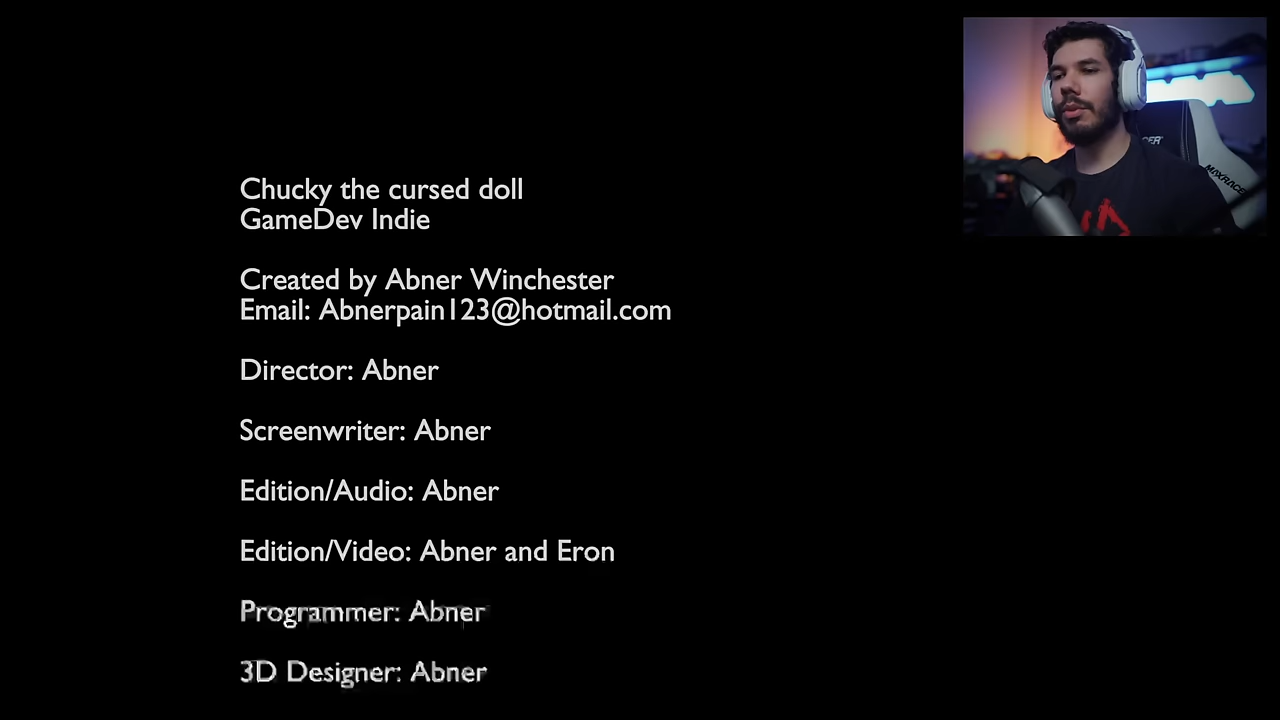 Chucky the cursed doll
GameDev Indie
Created by Abner Winchester
Email: Abnerpain123@hotmail.com
Director: Abner
Screenwriter: Abner
Edition/Audio: Abner
Edition/Video: Abner and Eron
Programmer: Abner
3D Designer: Abner
MAXRACER